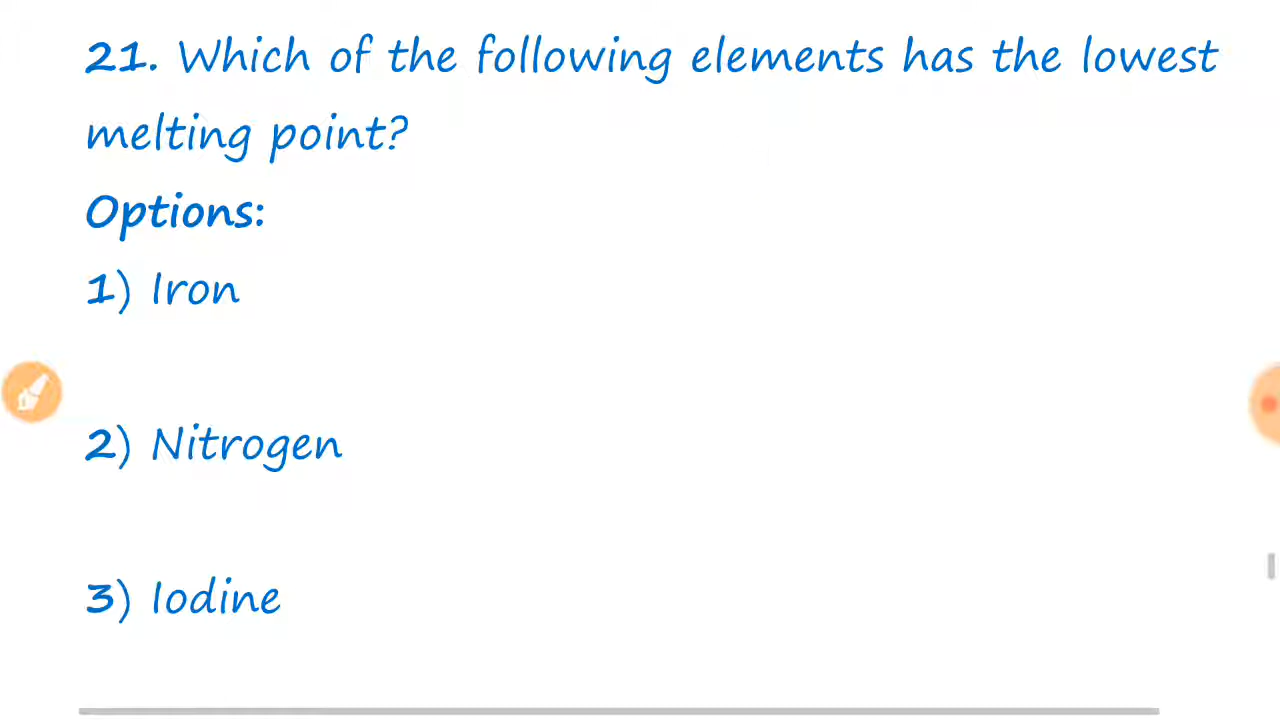 21. Which of the following elements has the lowest
melting point?
Options:
1) Iron
2) Nitrogen
3) Iodine